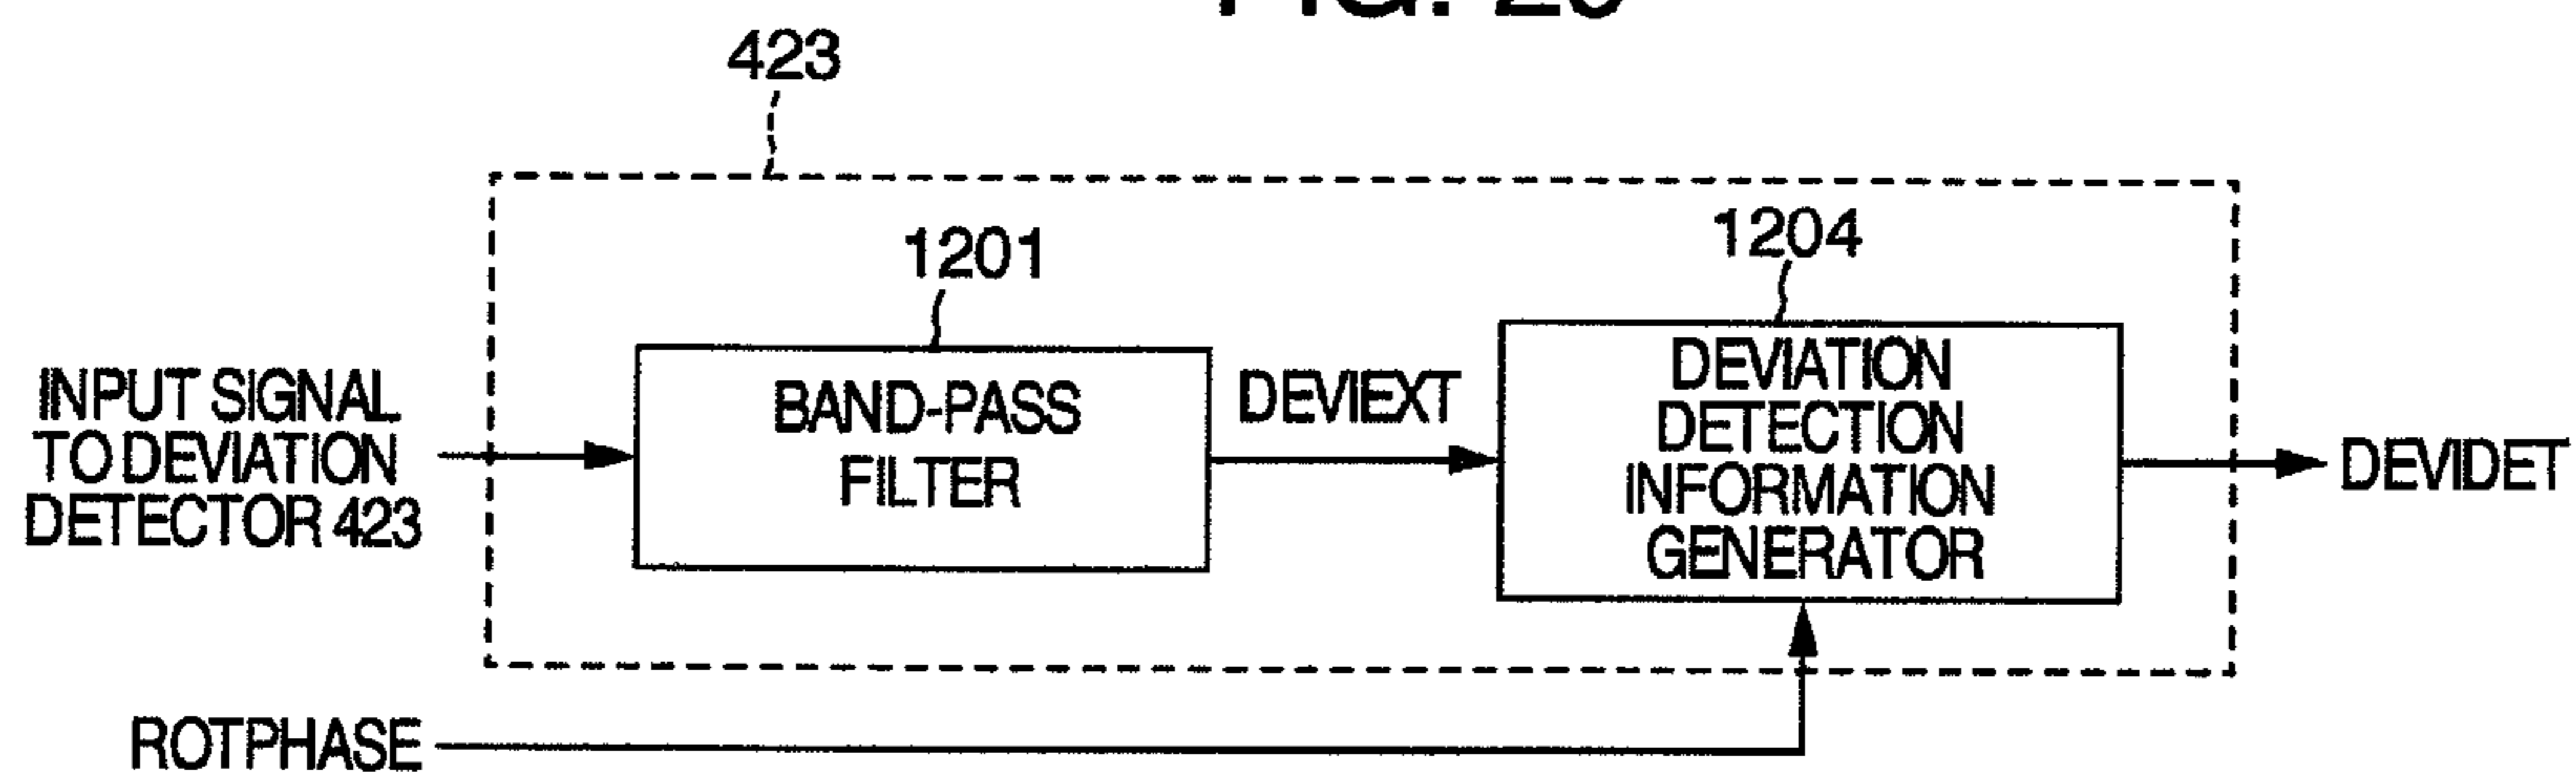 423
1201
1204
INPUT SIGNAL
TO DEVIATION
DETECTOR 423
BAND-PASS
FILTER
DEVIEXT
DEVIATION
DETECTION
INFORMATION
GENERATOR
DEVIDET
ROTPHASE